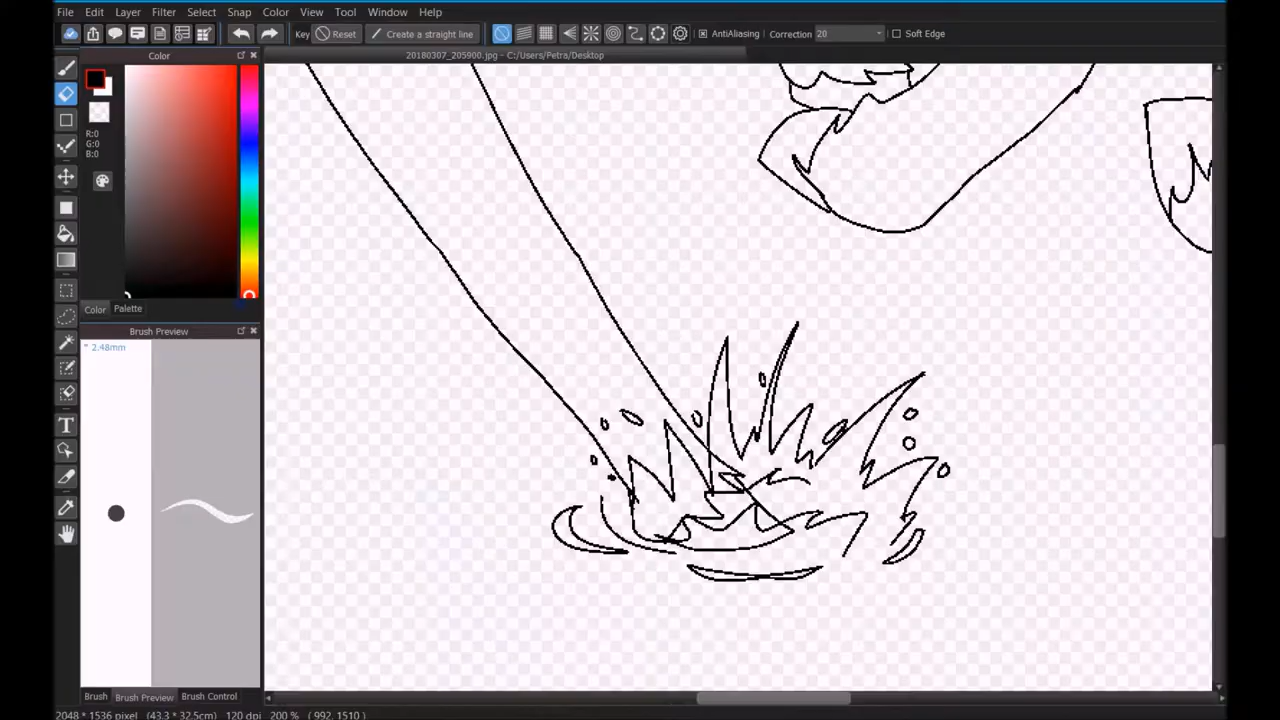 File Edit Layer Filter Select Snap Color View Tool Window Help
Key Reset Create a straight line AntiAliasing Correction 20 Soft Edge
Color
20180307_205900.jpg - C:/Users/Petra/Desktop
R:0
G:0
B:0
Color Palette
Brush Preview
* 2.48mm
Brush Brush Preview Brush Control
2048 * 1536 pixel (43.3 * 32.5cm) 120 dpi 200 % ( 992, 1510 )